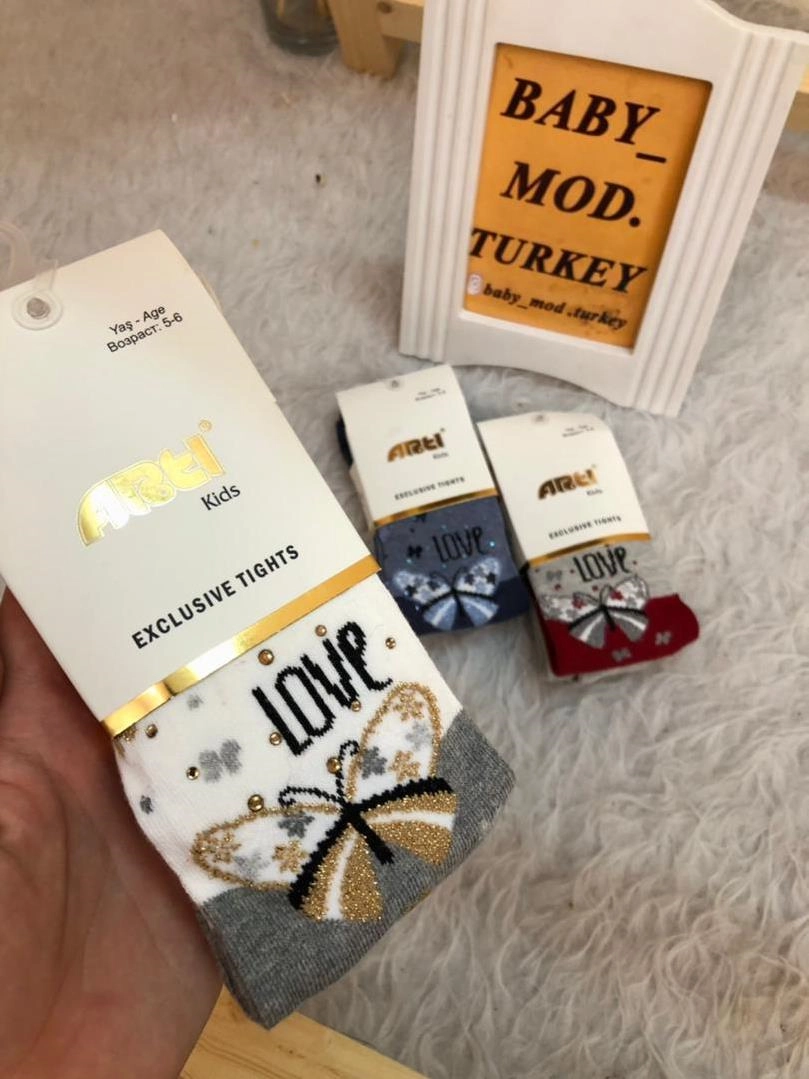 BABY_
MOD.
TURKEY
baby_mod.turkey
Yaş - Age
Возраст: 5-6
ARti®
Kids
EXCLUSIVE TIGHTS
LOVE
ARti
Kids
EXCLUSIVE TIGHTS
LOVE
ARti
Kids
EXCLUSIVE TIGHTS
LOVE